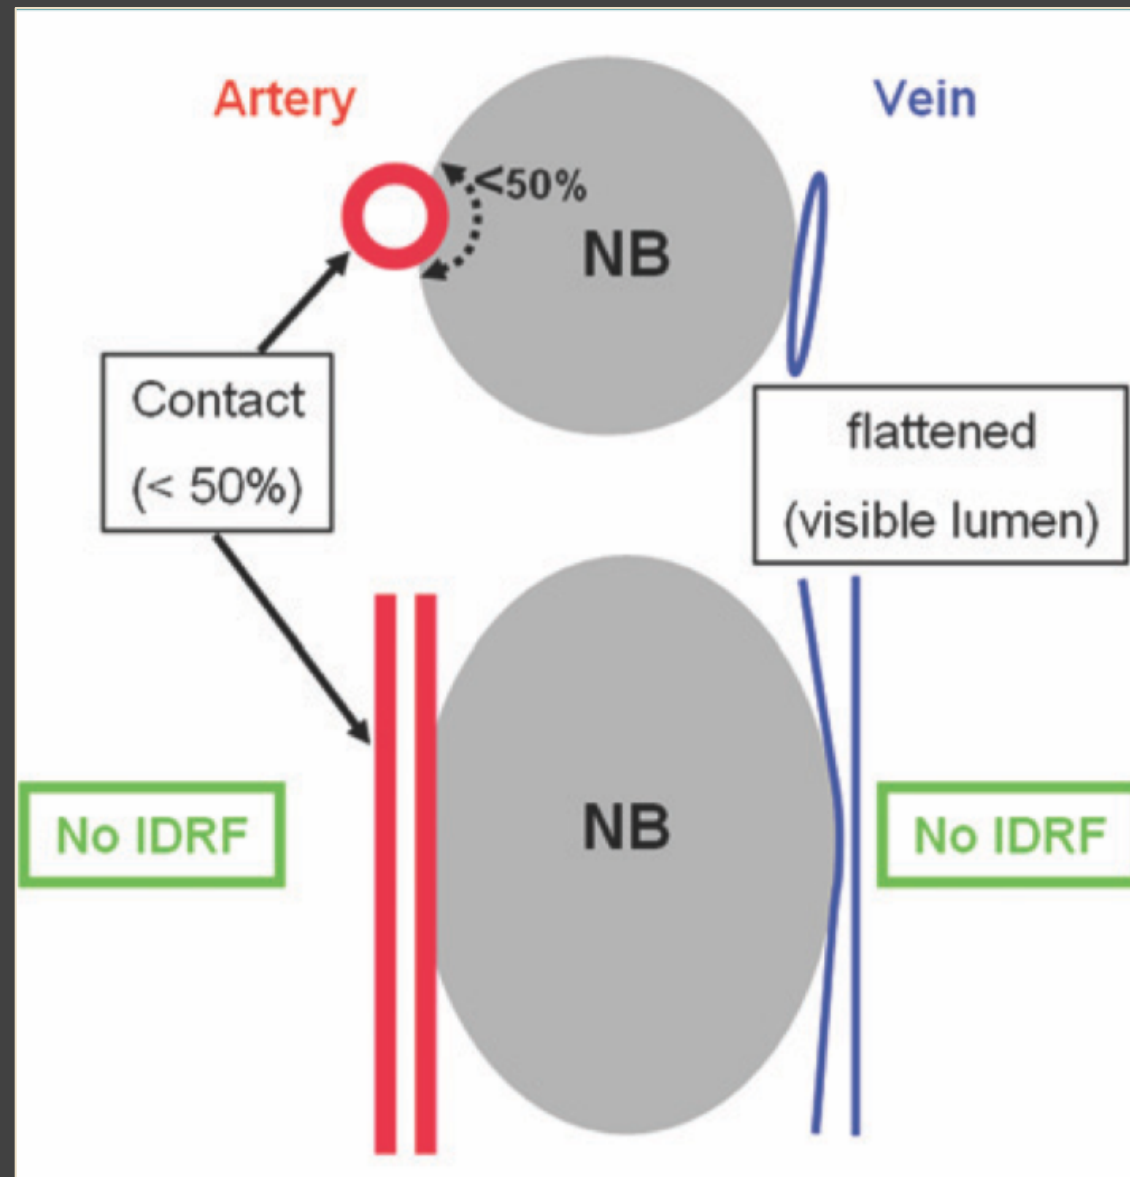 Artery
Vein
<50%
NB
Contact
(< 50%)
flattened
(visible lumen)
No IDRF
NB
No IDRF